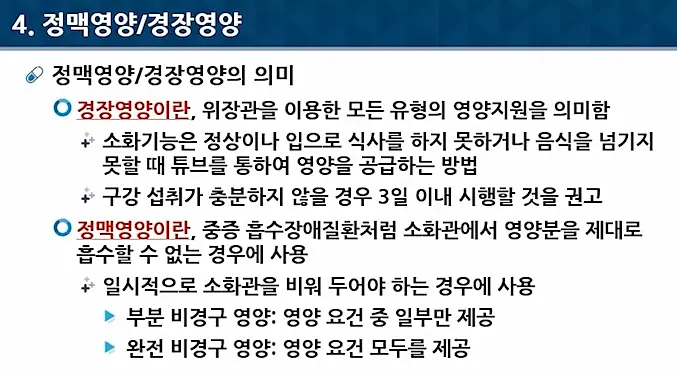 4. 정맥영양/경장영양
정맥영양/경장영양의 의미
경장영양이란, 위장관을 이용한 모든 유형의 영양지원을 의미함
소화기능은 정상이나 입으로 식사를 하지 못하거나 음식을 넘기지
못할 때 튜브를 통하여 영양을 공급하는 방법
구강 섭취가 충분하지 않을 경우 3일 이내 시행할 것을 권고
정맥영양이란, 중증 흡수장애질환처럼 소화관에서 영양분을 제대로
흡수할 수 없는 경우에 사용
일시적으로 소화관을 비워 두어야 하는 경우에 사용
부분 비경구 영양: 영양 요건 중 일부만 제공
완전 비경구 영양: 영양 요건 모두를 제공